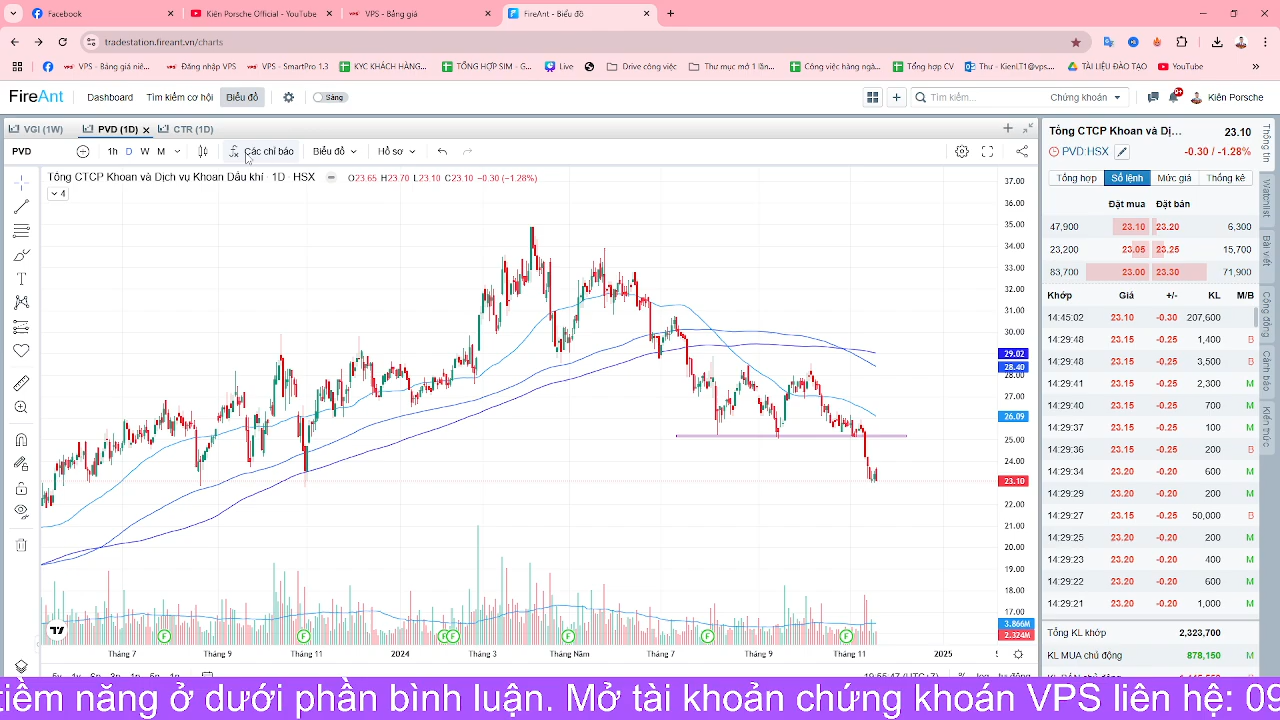 Facebook
Kiên Porsche Official - YouTube
VPS - Bảng giá
FireAnt - Biểu đồ
tradestation.fireant.vn/charts
VPS - Bảng giá niê...
Đăng nhập VPS
VPS - SmartPro 1.3
KYC KHÁCH HÀNG...
TỔNG HỢP SIM – G...
Live
Drive công việc
Thư mục mở 1 lần...
Công việc hàng ngà...
Tổng hợp CV
Thư - KienLT1@vps...
TÀI LIỆU ĐÀO TẠO
YouTube
FireAnt
Dashboard
Tìm kiếm cơ hội
Biểu đồ
Sáng
Tìm kiếm...
Chứng khoán
9+
Kiên Porsche
VGI (1W)
PVD (1D)
CTR (1D)
PVD
1h D W M
Các chỉ báo
Biểu đồ
Hồ sơ
Tổng CTCP Khoan và Dịch vụ Khoan Dầu khí · 1D · HSX
O23.65 H23.70 L23.10 C23.10 −0.30 (−1.28%)
4
37.00
36.00
35.00
34.00
33.00
32.00
31.00
30.00
29.02
28.40
28.00
27.00
26.09
25.00
24.00
23.10
22.00
21.00
20.00
19.00
18.00
17.00
3.866M
2.324M
Tháng 7
Tháng 9
Tháng 11
2024
Tháng 3
Tháng Năm
Tháng 7
Tháng 9
Tháng 11
2025
Tổng CTCP Khoan và Dị...
23.10
PVD:HSX
-0.30 / -1.28%
Tổng hợp
Sổ lệnh
Mức giá
Thống kê
Đặt mua Đặt bán
47,900 23.10 23.20 6,300
23,200 23.05 23.25 15,700
83,700 23.00 23.30 71,900
Khớp Giá +/- KL M/B
14:45:02 23.10 -0.30 207,600
14:29:48 23.15 -0.25 1,400 B
14:29:48 23.15 -0.25 3,500 B
14:29:41 23.15 -0.25 2,300 M
14:29:40 23.15 -0.25 700 M
14:29:37 23.15 -0.25 100 M
14:29:36 23.15 -0.25 200 B
14:29:34 23.20 -0.20 600 M
14:29:29 23.20 -0.20 200 M
14:29:27 23.15 -0.25 50,000 B
14:29:25 23.20 -0.20 200 M
14:29:23 23.20 -0.20 400 M
14:29:22 23.20 -0.20 600 M
14:29:21 23.20 -0.20 1,000 M
Tổng KL khớp 2,323,700
KL MUA chủ động 878,150 M
Thông tin
Watchlist
Bài viết
Cộng đồng
Cảnh báo
Kiến thức
tiềm năng ở dưới phần bình luận. Mở tài khoản chứng khoán VPS liên hệ: 09